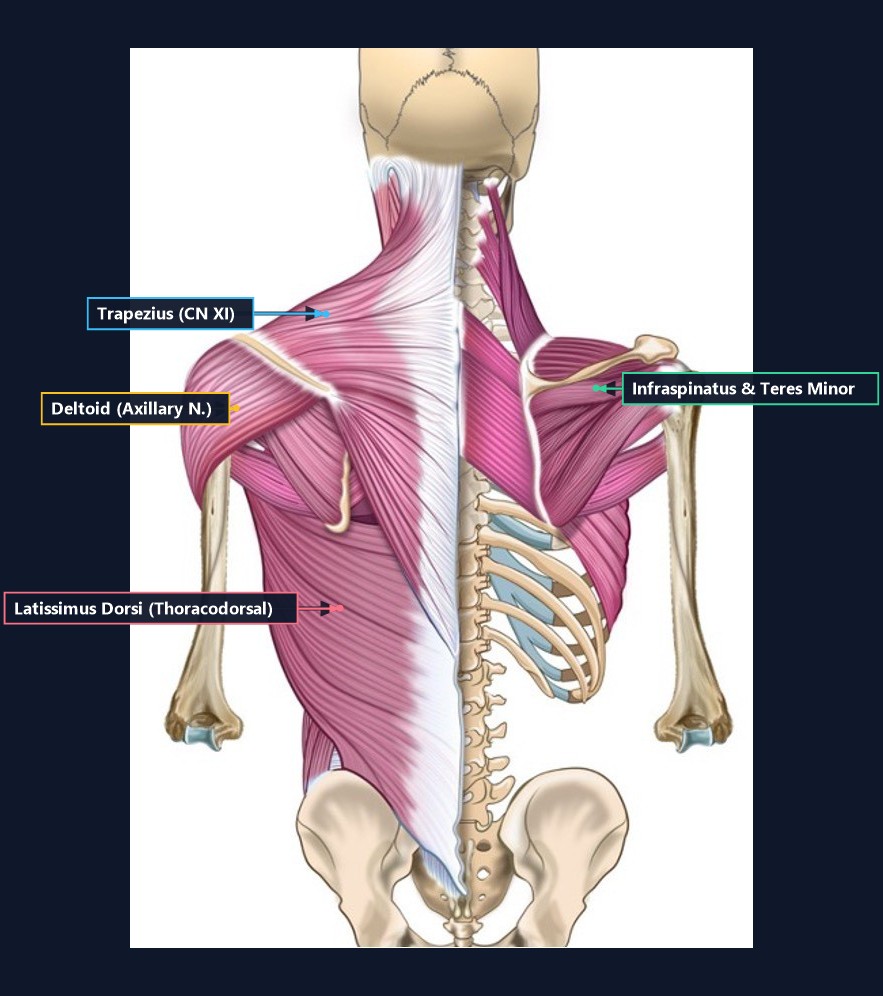 Trapezius (CN XI)
Infraspinatus & Teres Minor
Deltoid (Axillary N.)
Latissimus Dorsi (Thoracodorsal)